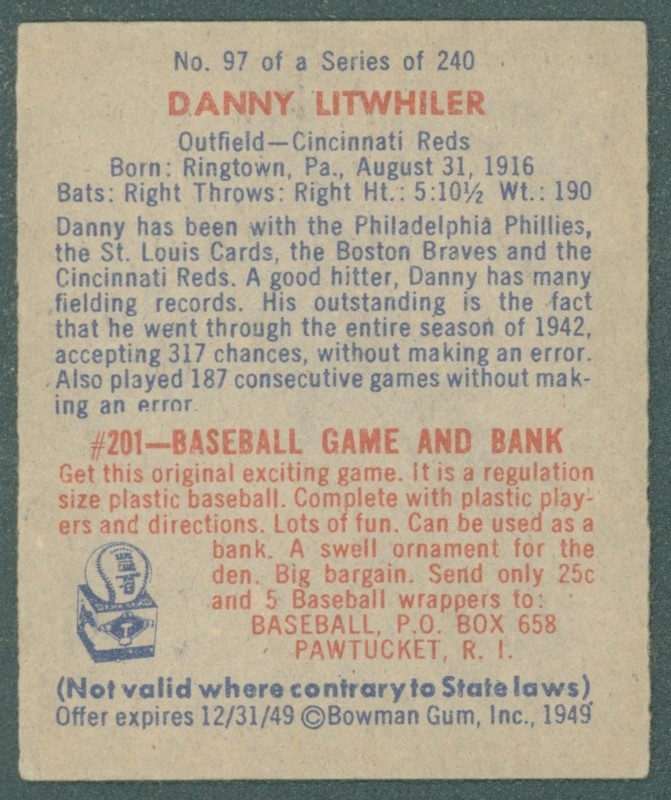 No. 97 of a Series of 240
DANNY LITWHILER
Outfield—Cincinnati Reds
Born: Ringtown, Pa., August 31, 1916
Bats: Right Throws: Right Ht.: 5:10½ Wt.: 190
Danny has been with the Philadelphia Phillies,
the St. Louis Cards, the Boston Braves and the
Cincinnati Reds. A good hitter, Danny has many
fielding records. His outstanding is the fact
that he went through the entire season of 1942,
accepting 317 chances, without making an error.
Also played 187 consecutive games without mak-
ing an error.
#201—BASEBALL GAME AND BANK
Get this original exciting game. It is a regulation
size plastic baseball. Complete with plastic play-
ers and directions. Lots of fun. Can be used as a
bank. A swell ornament for the
den. Big bargain. Send only 25c
and 5 Baseball wrappers to:
BASEBALL, P.O. BOX 658
PAWTUCKET, R. I.
(Not valid where contrary to State laws)
Offer expires 12/31/49 ©Bowman Gum, Inc., 1949